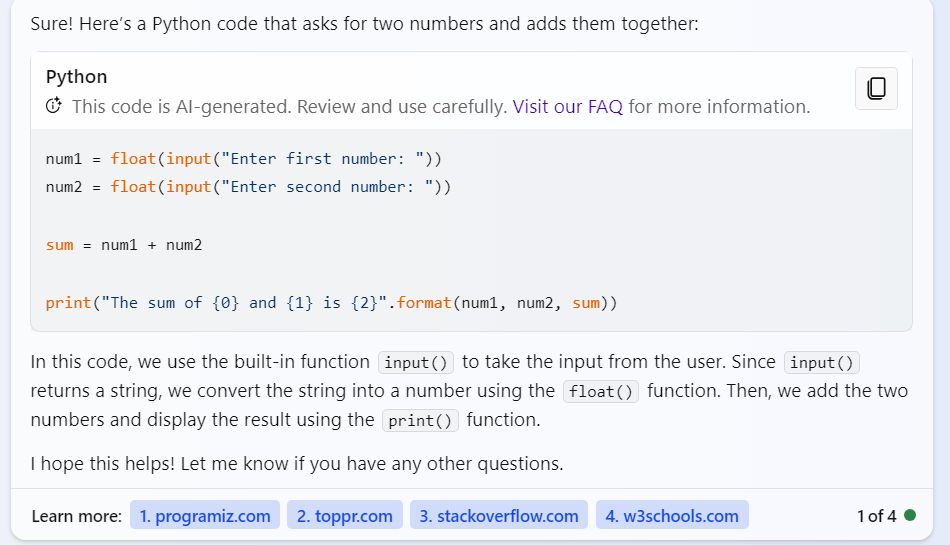 Sure! Here’s a Python code that asks for two numbers and adds them together:
Python
This code is AI-generated. Review and use carefully. Visit our FAQ for more information.
num1 = float(input("Enter first number: "))
num2 = float(input("Enter second number: "))
sum = num1 + num2
print("The sum of {0} and {1} is {2}".format(num1, num2, sum))
In this code, we use the built-in function input() to take the input from the user. Since input()
returns a string, we convert the string into a number using the float() function. Then, we add the two
numbers and display the result using the print() function.
I hope this helps! Let me know if you have any other questions.
Learn more: 1. programiz.com 2. toppr.com 3. stackoverflow.com 4. w3schools.com 1 of 4